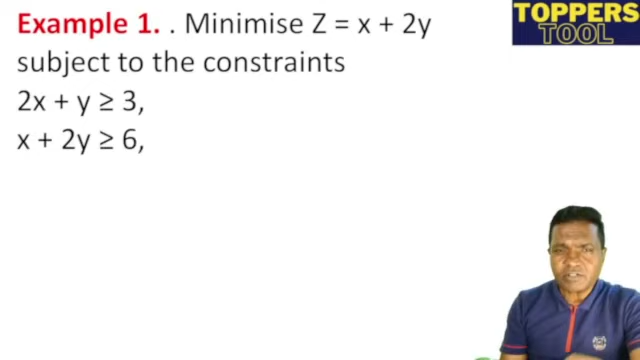 Example 1. . Minimise Z = x + 2y
subject to the constraints
2x + y ≥ 3,
x + 2y ≥ 6,
TOPPERS
TOOL